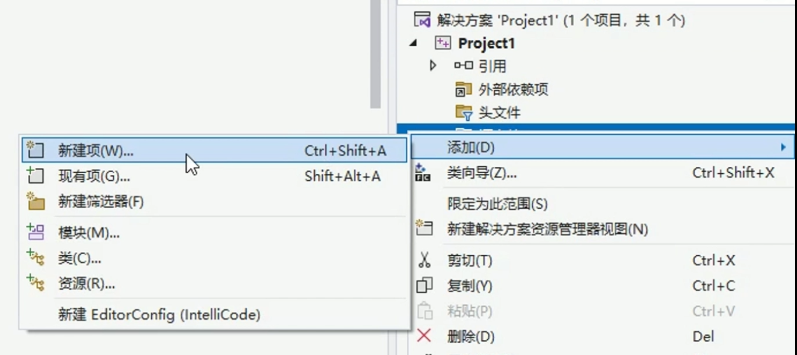 解决方案 'Project1' (1 个项目，共 1 个)
Project1
引用
外部依赖项
头文件
新建项(W)... Ctrl+Shift+A
现有项(G)... Shift+Alt+A
新建筛选器(F)
模块(M)...
类(C)...
资源(R)...
新建 EditorConfig (IntelliCode)
添加(D)
类向导(Z)... Ctrl+Shift+X
限定为此范围(S)
新建解决方案资源管理器视图(N)
剪切(T) Ctrl+X
复制(Y) Ctrl+C
粘贴(P) Ctrl+V
删除(D) Del